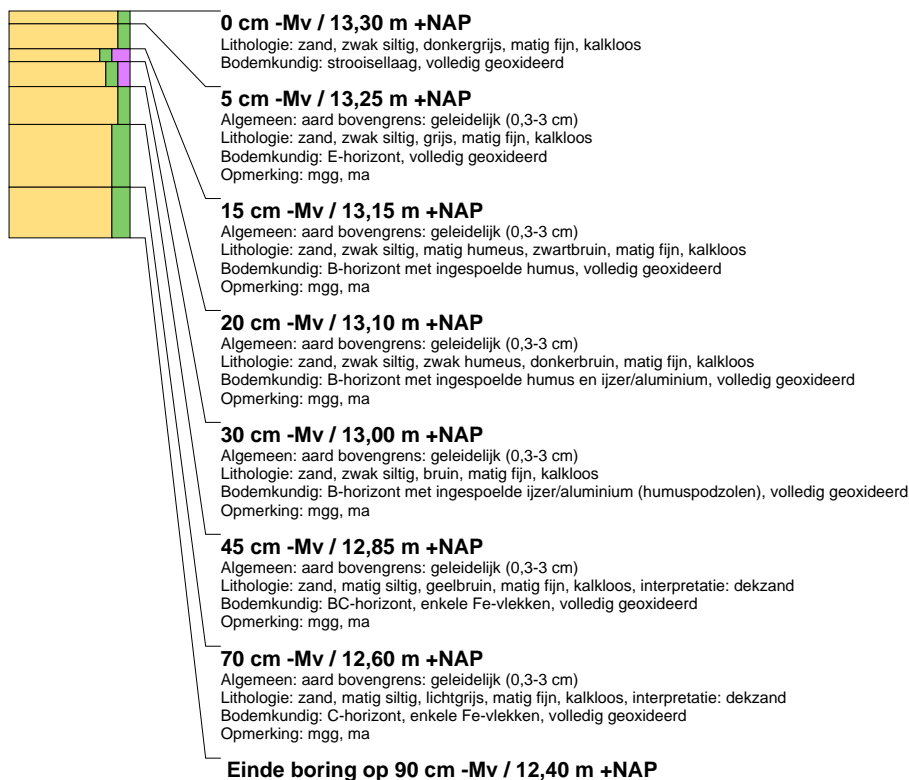 0 cm -Mv / 13,30 m +NAP
Lithologie: zand, zwak siltig, donkergrijs, matig fijn, kalkloos
Bodemkundig: strooisellaag, volledig geoxideerd
5 cm -Mv / 13,25 m +NAP
Algemeen: aard bovengrens: geleidelijk (0,3-3 cm)
Lithologie: zand, zwak siltig, grijs, matig fijn, kalkloos
Bodemkundig: E-horizont, volledig geoxideerd
Opmerking: mgg, ma
15 cm -Mv / 13,15 m +NAP
Algemeen: aard bovengrens: geleidelijk (0,3-3 cm)
Lithologie: zand, zwak siltig, matig humeus, zwartbruin, matig fijn, kalkloos
Bodemkundig: B-horizont met ingespoelde humus, volledig geoxideerd
Opmerking: mgg, ma
20 cm -Mv / 13,10 m +NAP
Algemeen: aard bovengrens: geleidelijk (0,3-3 cm)
Lithologie: zand, zwak siltig, zwak humeus, donkerbruin, matig fijn, kalkloos
Bodemkundig: B-horizont met ingespoelde humus en ijzer/aluminium, volledig geoxideerd
Opmerking: mgg, ma
30 cm -Mv / 13,00 m +NAP
Algemeen: aard bovengrens: geleidelijk (0,3-3 cm)
Lithologie: zand, zwak siltig, bruin, matig fijn, kalkloos
Bodemkundig: B-horizont met ingespoelde ijzer/aluminium (humuspodzolen), volledig geoxideerd
Opmerking: mgg, ma
45 cm -Mv / 12,85 m +NAP
Algemeen: aard bovengrens: geleidelijk (0,3-3 cm)
Lithologie: zand, matig siltig, geelbruin, matig fijn, kalkloos, interpretatie: dekzand
Bodemkundig: BC-horizont, enkele Fe-vlekken, volledig geoxideerd
Opmerking: mgg, ma
70 cm -Mv / 12,60 m +NAP
Algemeen: aard bovengrens: geleidelijk (0,3-3 cm)
Lithologie: zand, matig siltig, lichtgrijs, matig fijn, kalkloos, interpretatie: dekzand
Bodemkundig: C-horizont, enkele Fe-vlekken, volledig geoxideerd
Opmerking: mgg, ma
Einde boring op 90 cm -Mv / 12,40 m +NAP